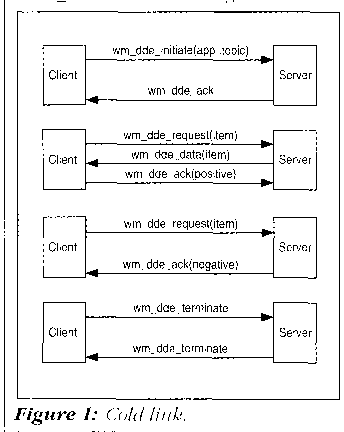 wm_dde_initiate(app,topic)
Client
Server
wm_dde_ack
wm_dde_request(item)
Client
wm_dde_data(item)
Server
wm_dde_ack(positive)
wm_dde_request(item)
Client
Server
wm_dde_ack(negative)
wm_dde_terminate
Client
Server
wm_dde_terminate
Figure 1: Cold link.